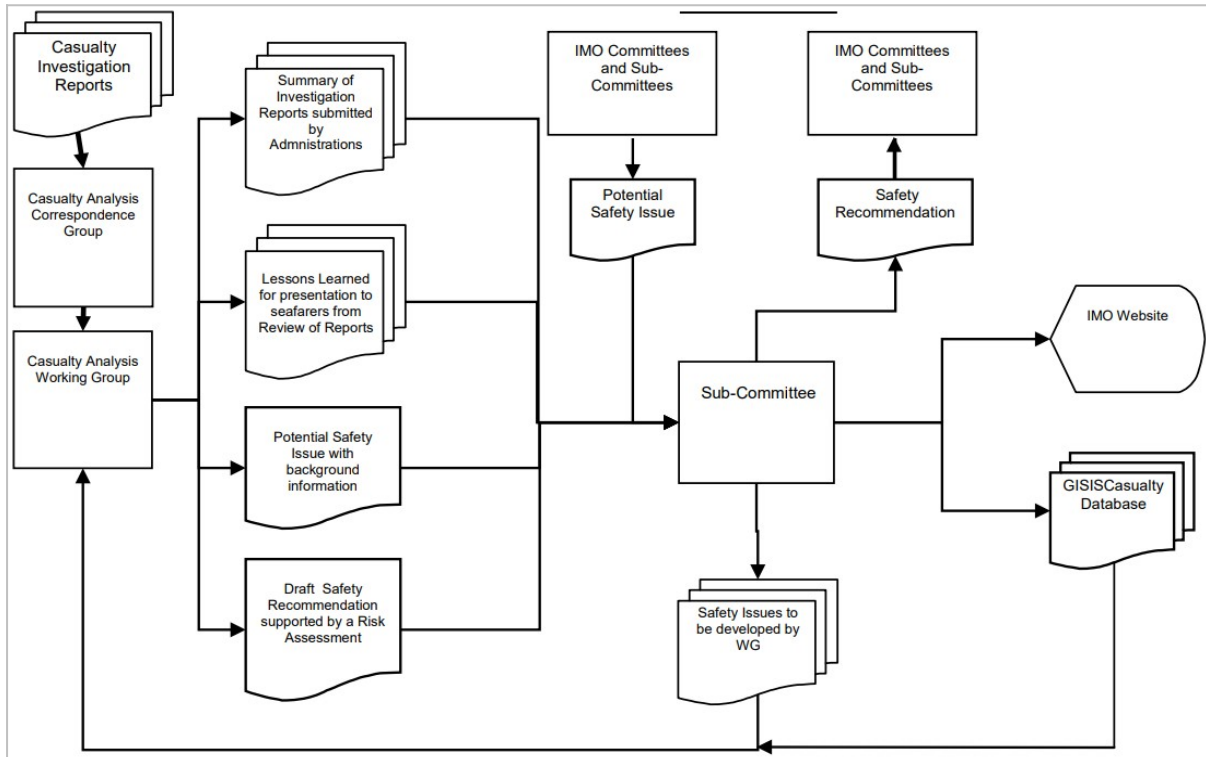 Casualty
Investigation
Reports
Casualty Analysis
Correspondence
Group
Casualty Analysis
Working Group
Summary of
Investigation
Reports submitted
by
Admnistrations
Lessons Learned
for presentation to
seafarers from
Review of Reports
Potential Safety
Issue with
background
information
Draft Safety
Recommendation
supported by a Risk
Assessment
IMO Committees
and Sub-
Committees
Potential
Safety Issue
IMO Committees
and Sub-
Committees
Safety
Recommendation
Sub-Committee
Safety Issues to
be developed by
WG
IMO Website
GISISCasualty
Database